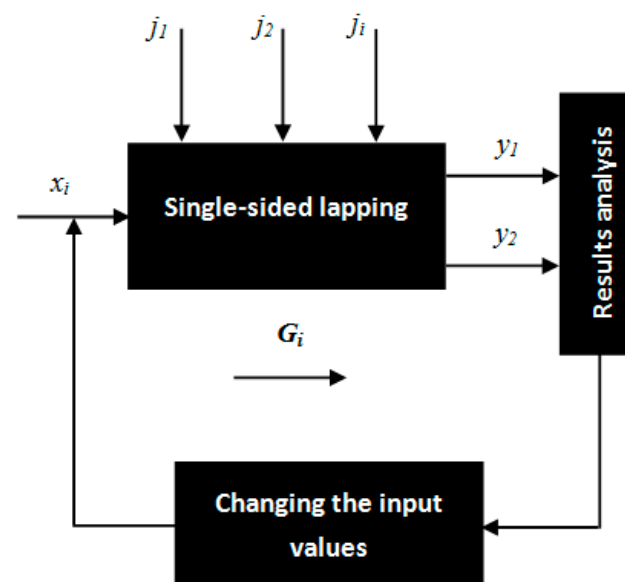 j1 j2 ji
xi
Single-sided lapping
y1
y2
Results analysis
Gi
Changing the input
values